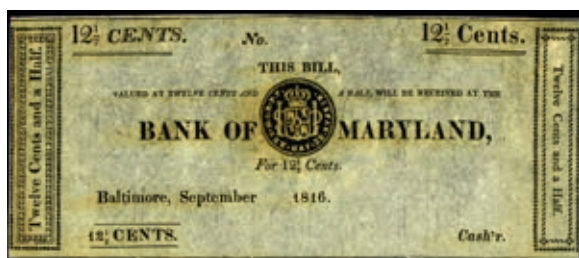 12½ CENTS. No. 12½ Cents.
THIS BILL,
VALUED AT TWELVE CENTS AND A HALF, WILL BE RECEIVED AT THE
BANK OF MARYLAND,
For 12½ Cents.
Baltimore, September 1816.
12½ CENTS. Cash'r.
Twelve Cents and a Half.
Twelve Cents and a Half.